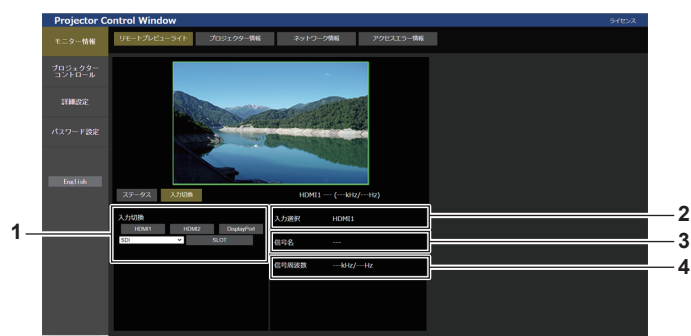 Projector Control Window
ライセンス
モニター情報
リモートプレビューライト
プロジェクター情報
ネットワーク情報
アクセスエラー情報
プロジェクター
コントロール
詳細設定
パスワード設定
English
ステータス
入力切換
HDMI1 --- (---kHz/---Hz)
1
入力切換
HDMI1
HDMI2
DisplayPort
SDI
SLOT
入力選択 HDMI1
2
信号名 ---
3
信号周波数 ---kHz/---Hz
4